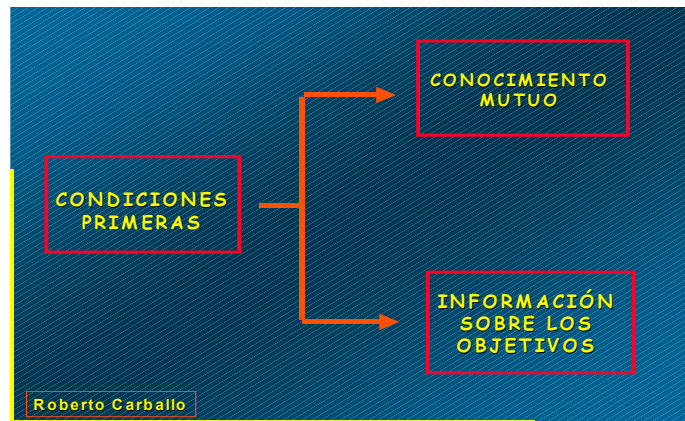 CONOCIMIENTO
MUTUO
CONDICIONES
PRIMERAS
INFORMACIÓN
SOBRE LOS
OBJETIVOS
Roberto Carballo